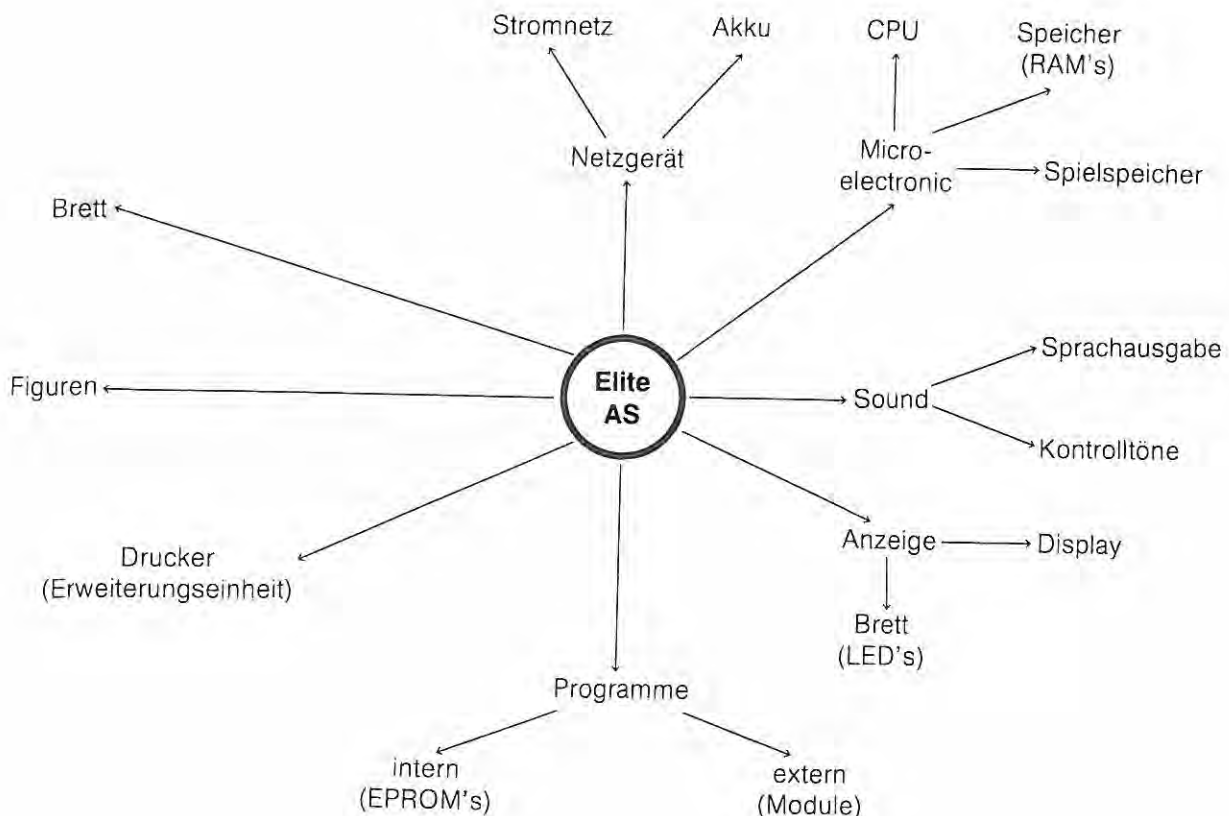 Stromnetz
Akku
CPU
Speicher
(RAM's)
Netzgerät
Micro-
electronic
Spielspeicher
Brett
Elite
AS
Figuren
Sound
Sprachausgabe
Kontrolltöne
Drucker
(Erweiterungseinheit)
Anzeige
Display
Brett
(LED's)
Programme
intern
(EPROM's)
extern
(Module)